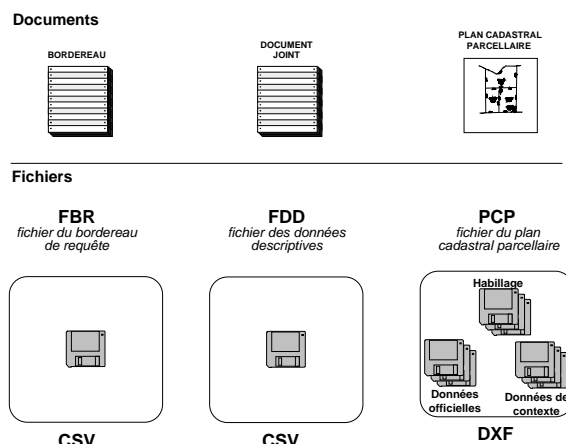 Documents
BORDEREAU
DOCUMENT
JOINT
PLAN CADASTRAL
PARCELLAIRE
Fichiers
FBR
fichier du bordereau
de requête
FDD
fichier des données
descriptives
PCP
fichier du plan
cadastral parcellaire
Habillage
Données
officielles
Données de
contexte
CSV
CSV
DXF